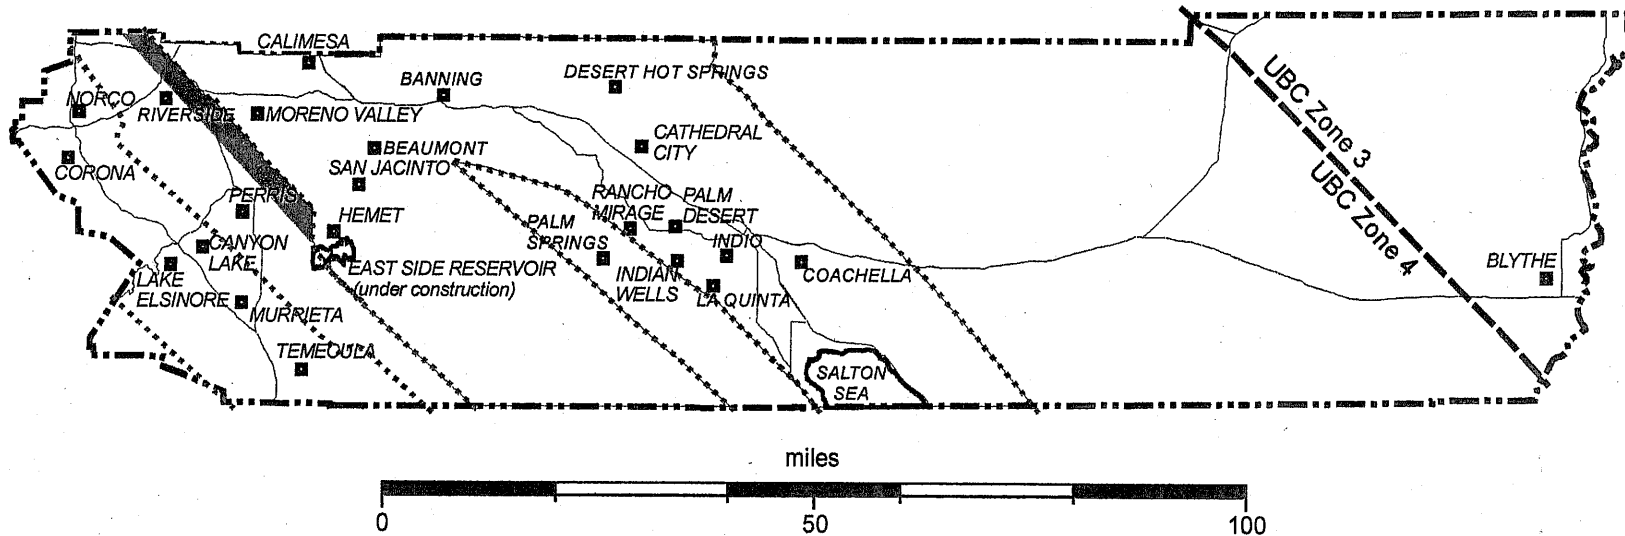 CALIMESA
BANNING
DESERT HOT SPRINGS
NORCO
RIVERSIDE
MORENO VALLEY
UBC Zone 3
UBC Zone 4
CATHEDRAL
CITY
BEAUMONT
SAN JACINTO
CORONA
PERRIS
HEMET
RANCHO
MIRAGE
PALM
DESERT
PALM
SPRINGS
INDIO
CANYON
LAKE
EAST SIDE RESERVOIR
(under construction)
INDIAN
WELLS
COACHELLA
BLYTHE
LAKE
ELSINORE
LA QUINTA
MURRIETA
TEMECULA
SALTON
SEA
miles
0
50
100